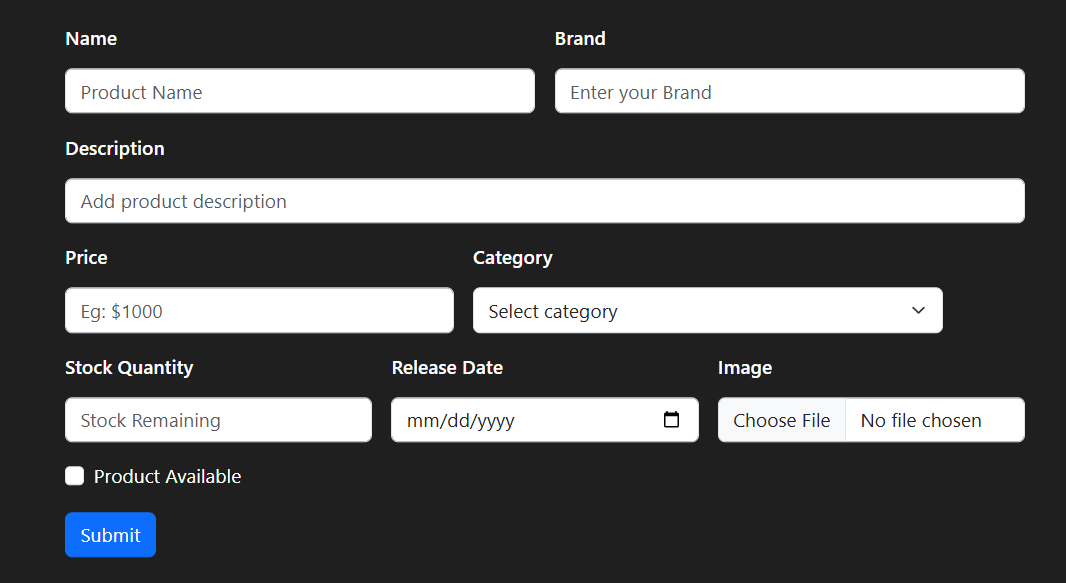 Name Brand
Product Name Enter your Brand
Description
Add product description
Price Category
Eg: $1000 Select category
Stock Quantity Release Date Image
Stock Remaining mm/dd/yyyy Choose File No file chosen
Product Available
Submit